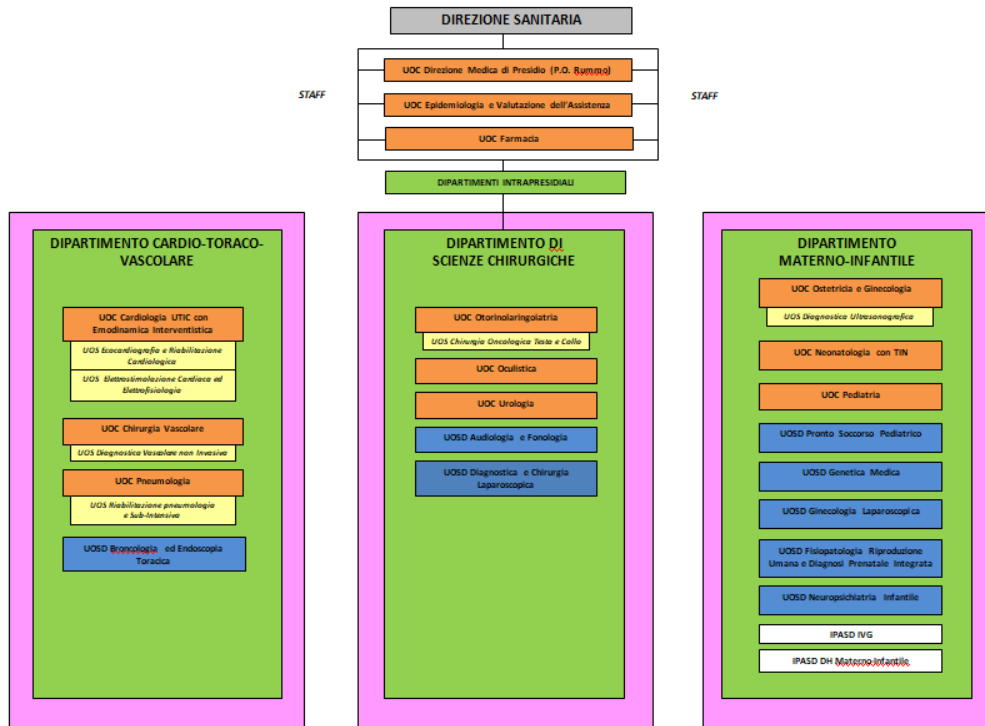 DIREZIONE SANITARIA
UOC Direzione Medica di Presidio (P.O. Rummo)
STAFF
STAFF
UOC Epidemiologia e Valutazione dell'Assistenza
UOC Farmacia
DIPARTIMENTI INTRAPRESIDIALI
DIPARTIMENTO CARDIO-TORACO-
VASCOLARE
UOC Cardiologia UTIC con
Emodinamica Interventistica
UOS Ecocardiografia e Riabilitazione
Cardiologica
UOS Elettrostimolazione Cardiaca ed
Elettrofisiologia
UOC Chirurgia Vascolare
UOS Diagnostica Vascolare non Invasiva
UOC Pneumologia
UOS Riabilitazione pneumologia
e Sub-Intensiva
UOSD Broncologia ed Endoscopia
Toracica
DIPARTIMENTO DI
SCIENZE CHIRURGICHE
UOC Otorinolaringoiatria
UOS Chirurgia Oncologica Testa e Collo
UOC Oculistica
UOC Urologia
UOSD Audiologia e Fonologia
UOSD Diagnostica e Chirurgia
Laparoscopica
DIPARTIMENTO
MATERNO-INFANTILE
UOC Ostetricia e Ginecologia
UOS Diagnostica Ultrasonografica
UOC Neonatologia con TIN
UOC Pediatria
UOSD Pronto Soccorso Pediatrico
UOSD Genetica Medica
UOSD Ginecologia Laparoscopica
UOSD Fisiopatologia Riproduzione
Umana e Diagnosi Prenatale Integrata
UOSD Neuropsichiatria Infantile
IPASD IVG
IPASD DH Materno-Infantile